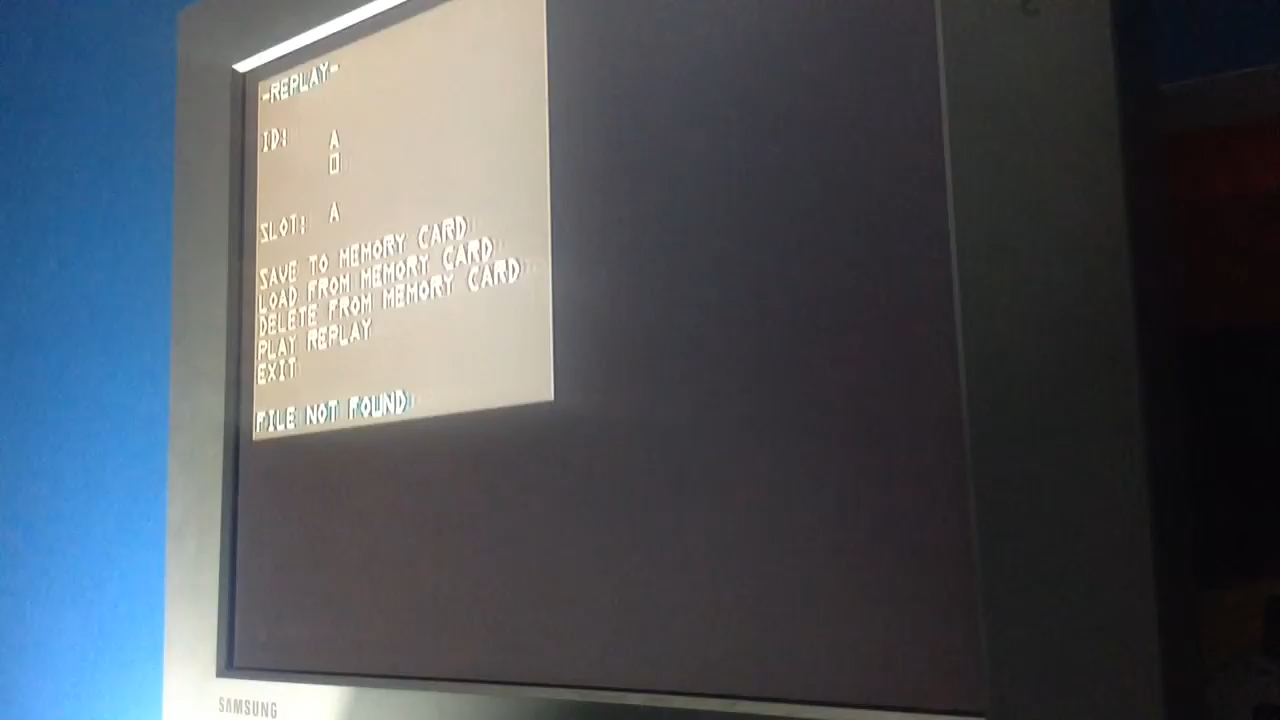 -REPLAY-
ID: A
0
SLOT: A
SAVE TO MEMORY CARD
LOAD FROM MEMORY CARD
DELETE FROM MEMORY CARD
PLAY REPLAY
EXIT
FILE NOT FOUND
SAMSUNG